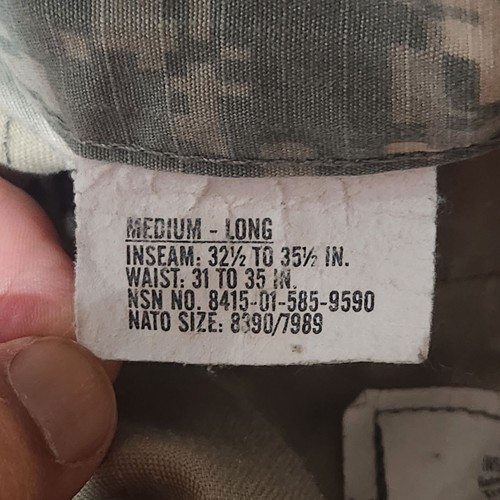 MEDIUM - LONG
INSEAM: 32½ TO 35½ IN.
WAIST: 31 TO 35 IN.
NSN NO. 8415-01-585-9590
NATO SIZE: 8390/7989